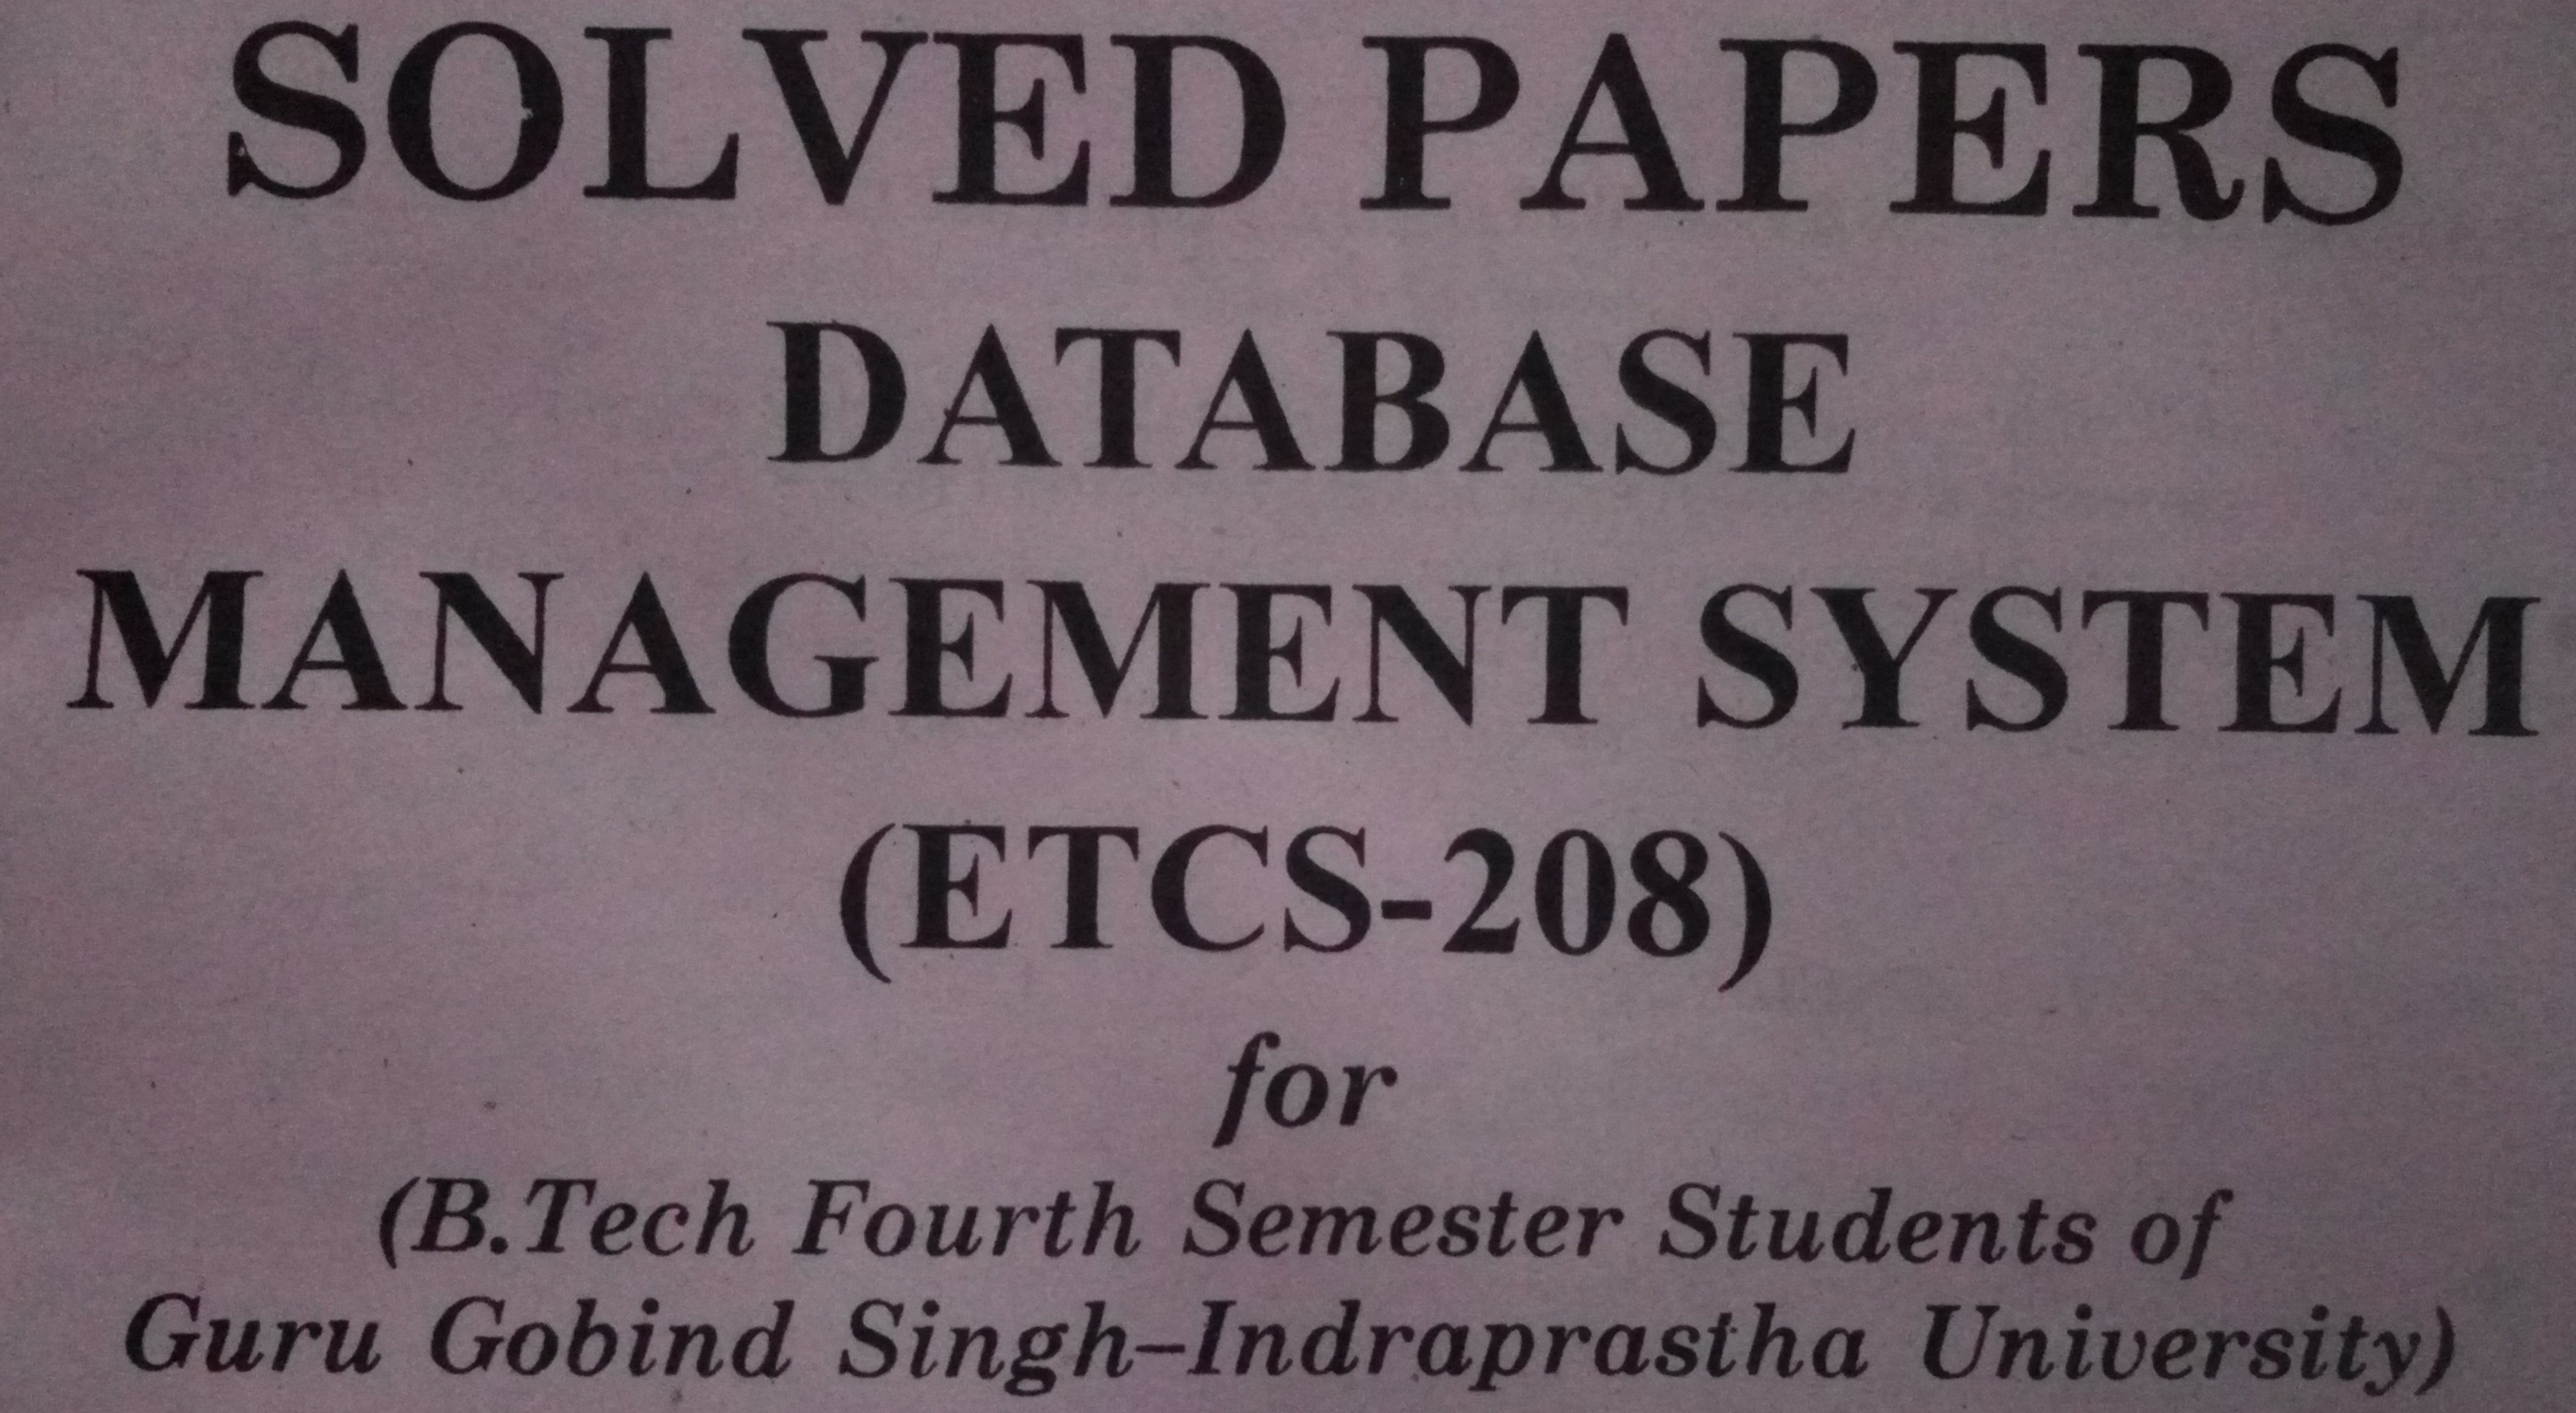 SOLVED PAPERS
DATABASE
MANAGEMENT SYSTEM
(ETCS-208)
for
(B.Tech Fourth Semester Students of
Guru Gobind Singh–Indraprastha University)